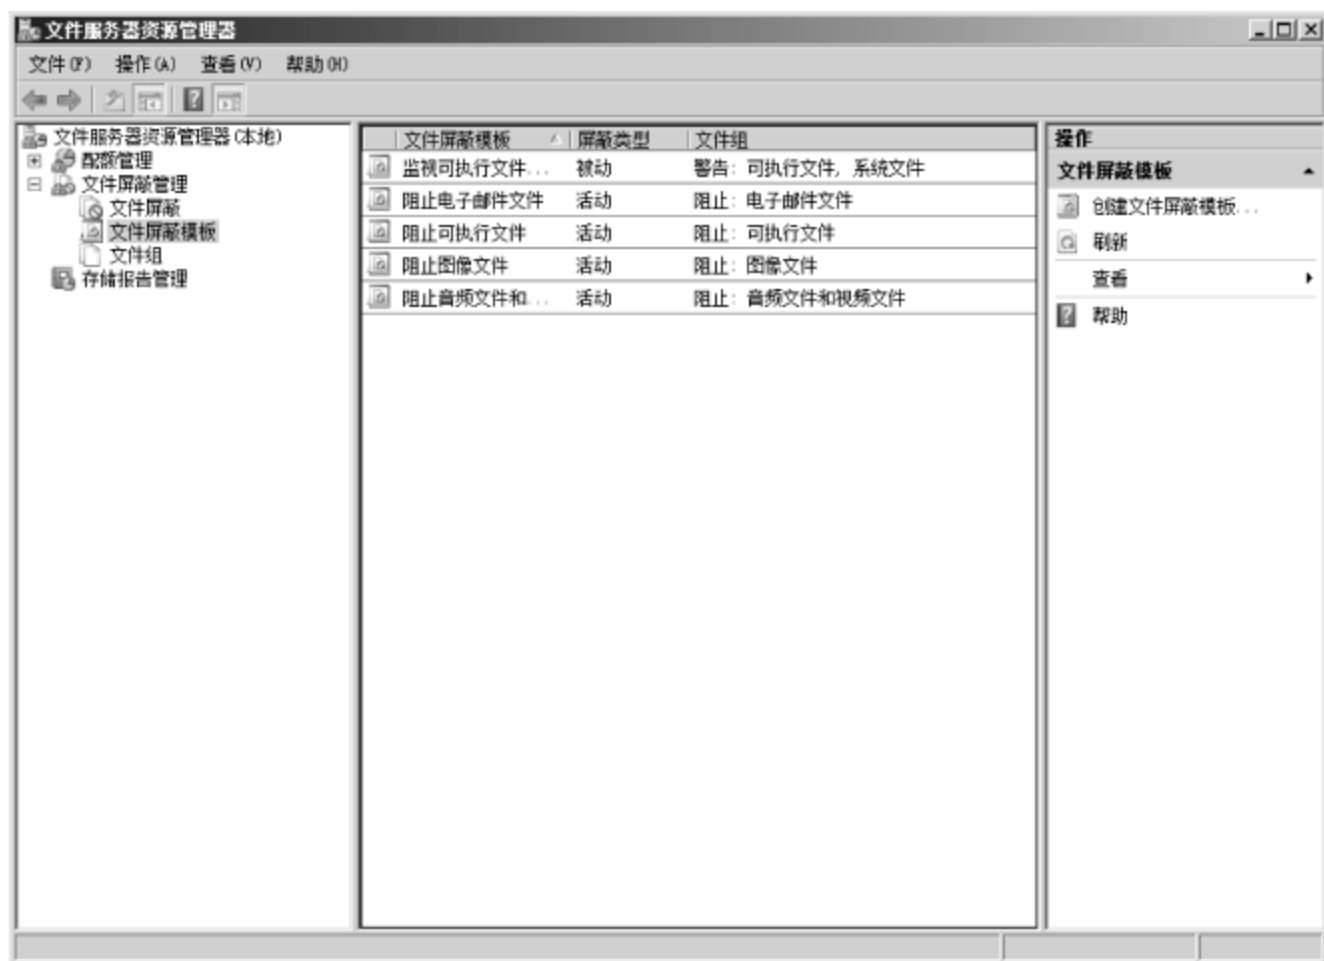 文件服务器资源管理器
文件(F) 操作(A) 查看(V) 帮助(H)
文件服务器资源管理器(本地)
配额管理
文件屏蔽管理
文件屏蔽
文件屏蔽模板
文件组
存储报告管理
文件屏蔽模板 屏蔽类型 文件组
监视可执行文件... 被动 警告: 可执行文件, 系统文件
阻止电子邮件文件 活动 阻止: 电子邮件文件
阻止可执行文件 活动 阻止: 可执行文件
阻止图像文件 活动 阻止: 图像文件
阻止音频文件和... 活动 阻止: 音频文件和视频文件
操作
文件屏蔽模板
创建文件屏蔽模板...
刷新
查看
帮助